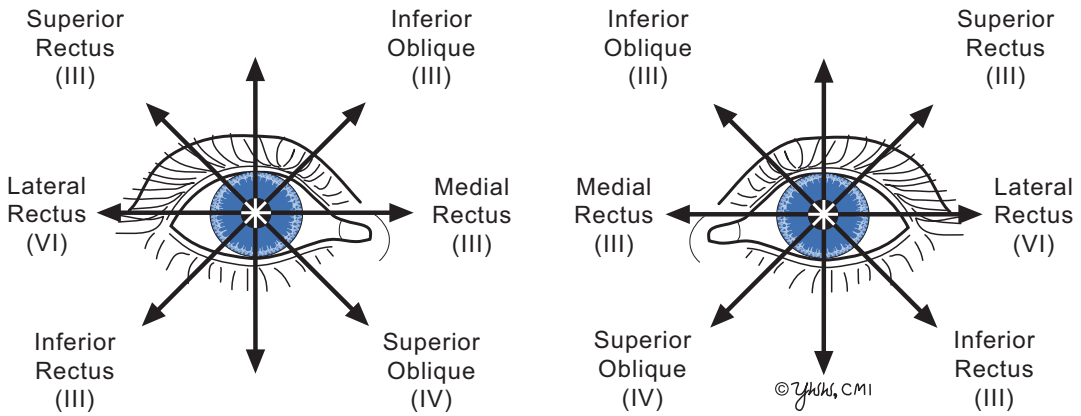 Superior
Rectus
(III)
Inferior
Oblique
(III)
Inferior
Oblique
(III)
Superior
Rectus
(III)
Lateral
Rectus
(VI)
Medial
Rectus
(III)
Medial
Rectus
(III)
Lateral
Rectus
(VI)
Inferior
Rectus
(III)
Superior
Oblique
(IV)
Superior
Oblique
(IV)
Inferior
Rectus
(III)
© CMI